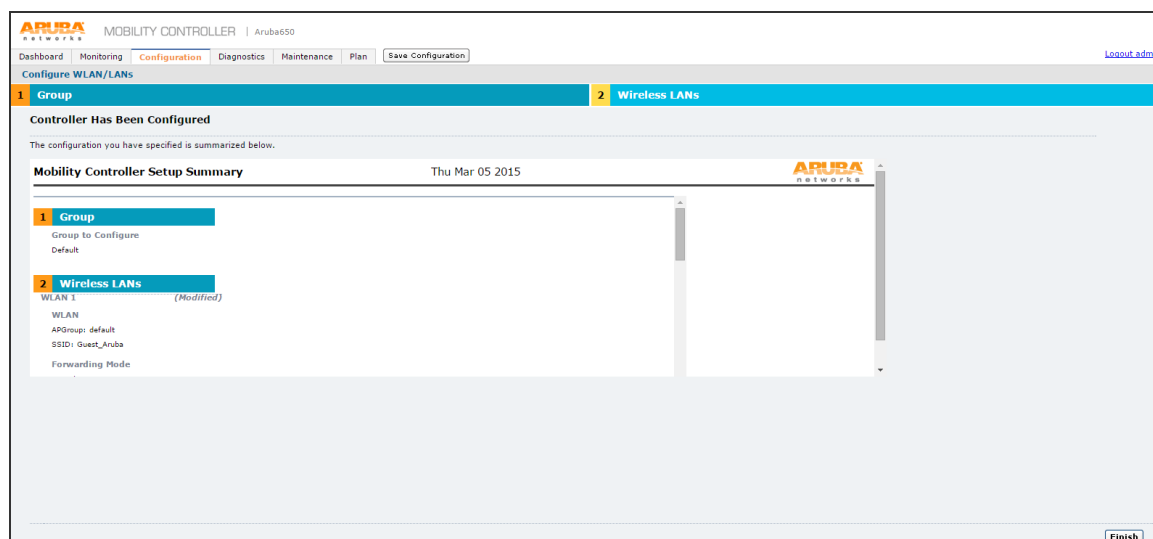 ARUBA networks MOBILITY CONTROLLER | Aruba650
Dashboard Monitoring Configuration Diagnostics Maintenance Plan Save Configuration
Logout adm
Configure WLAN/LANs
1 Group
2 Wireless LANs
Controller Has Been Configured
The configuration you have specified is summarized below.
Mobility Controller Setup Summary Thu Mar 05 2015 ARUBA networks
1 Group
Group to Configure
Default
2 Wireless LANs
WLAN 1 (Modified)
WLAN
APGroup: default
SSID: Guest_Aruba
Forwarding Mode
Finish